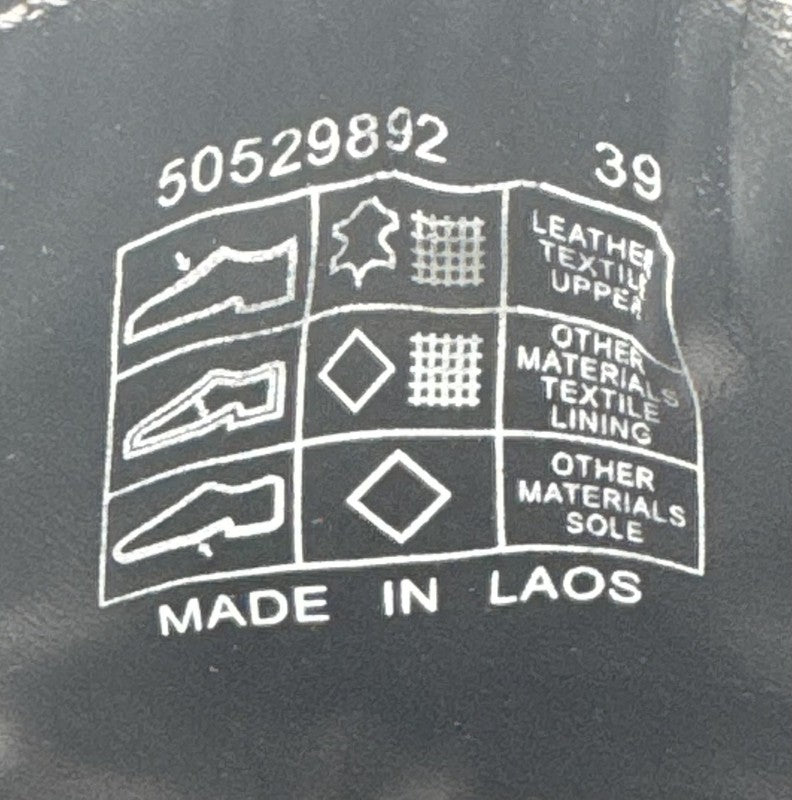 50529892 39
LEATHER
TEXTILE
UPPER
OTHER
MATERIALS
TEXTILE
LINING
OTHER
MATERIALS
SOLE
MADE IN LAOS